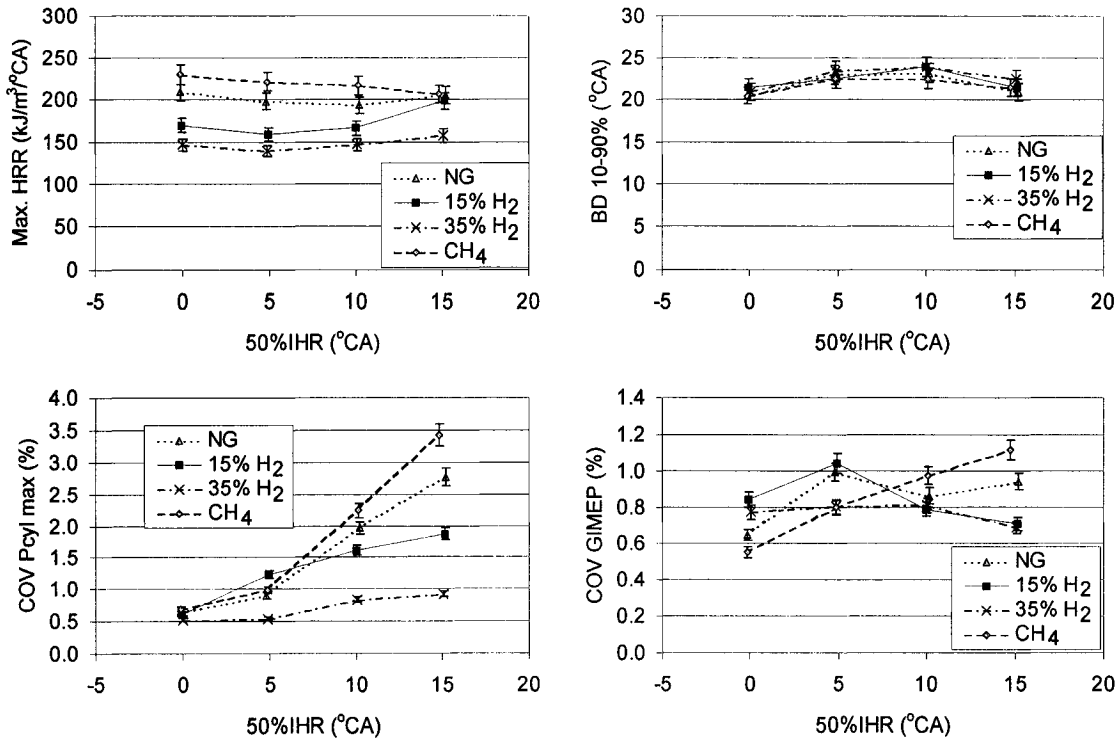 300
250
200
150
100
50
0
Max. HRR (kJ/m³/°CA)
NG
15% H₂
35% H₂
CH₄
-5 0 5 10 15 20
50%IHR (°CA)
30
25
20
15
10
5
0
BD 10-90% (°CA)
NG
15% H₂
35% H₂
CH₄
-5 0 5 10 15 20
50%IHR (°CA)
4.0
3.5
3.0
2.5
2.0
1.5
1.0
0.5
0.0
COV Pcyl max (%)
NG
15% H₂
35% H₂
CH₄
-5 0 5 10 15 20
50%IHR (°CA)
1.4
1.2
1.0
0.8
0.6
0.4
0.2
0.0
COV GIMEP (%)
NG
15% H₂
35% H₂
CH₄
-5 0 5 10 15 20
50%IHR (°CA)